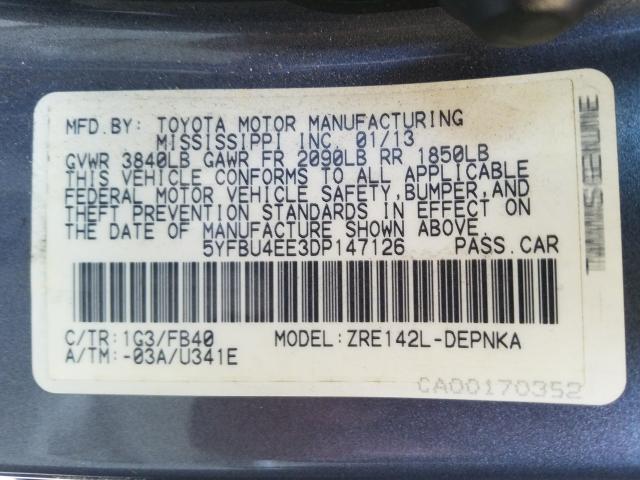 MFD.BY: TOYOTA MOTOR MANUFACTURING
MISSISSIPPI INC. 01/13
GVWR 3840LB GAWR FR 2090LB RR 1850LB
THIS VEHICLE CONFORMS TO ALL APPLICABLE
FEDERAL MOTOR VEHICLE SAFETY,BUMPER,AND
THEFT PREVENTION STANDARDS IN EFFECT ON
THE DATE OF MANUFACTURE SHOWN ABOVE.
5YFBU4EE3DP147126 PASS.CAR
C/TR:1G3/FB40 MODEL:ZRE142L-DEPNKA
A/TM:-03A/U341E
CA00170352